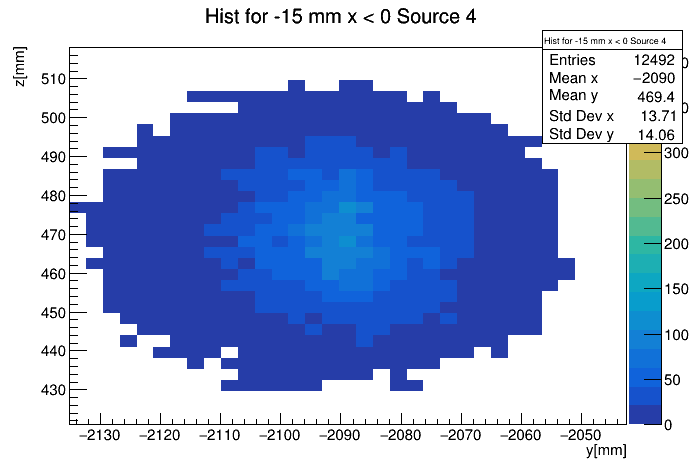 Hist for -15 mm x < 0 Source 4
z[mm]
Hist for -15 mm x < 0 Source 4
Entries 12492
Mean x −2090
Mean y 469.4
Std Dev x 13.71
Std Dev y 14.06
510
500
490
480
470
460
450
440
430
300
250
200
150
100
50
0
−2130 −2120 −2110 −2100 −2090 −2080 −2070 −2060 −2050
y[mm]